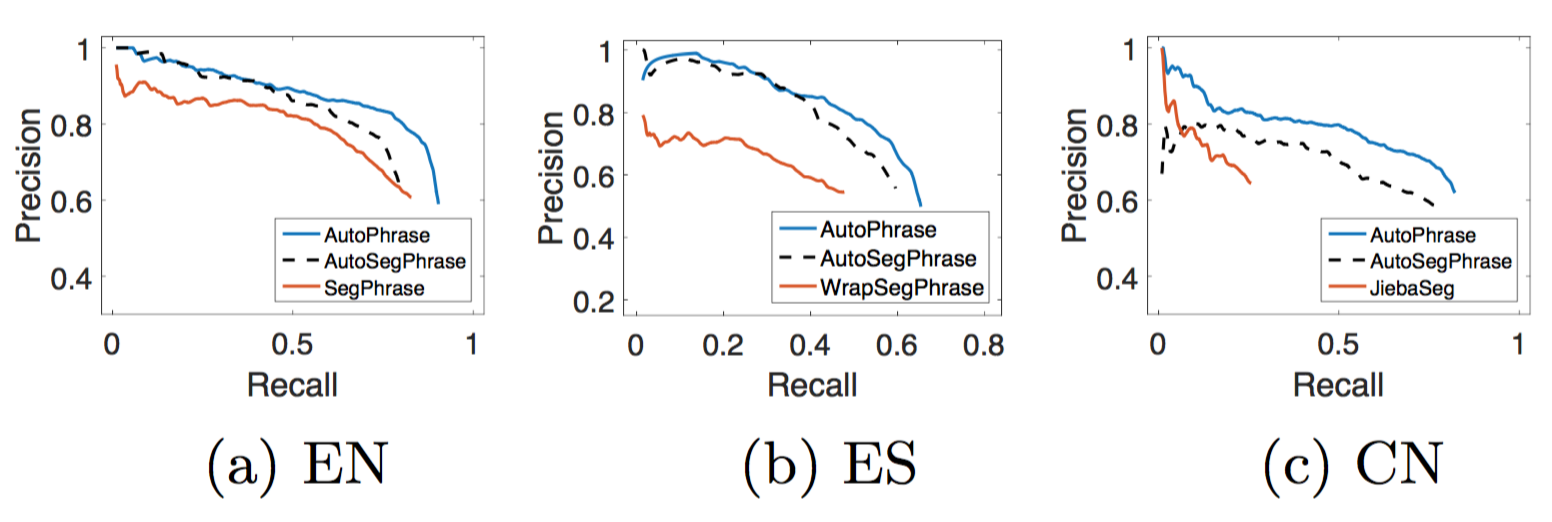 1
0.8
0.6
0.4
Precision
0 0.5 1
Recall
AutoPhrase
AutoSegPhrase
SegPhrase
(a) EN
1
0.8
0.6
0.4
0.2
Precision
0 0.2 0.4 0.6 0.8
Recall
AutoPhrase
AutoSegPhrase
WrapSegPhrase
(b) ES
1
0.8
0.6
0.4
Precision
0 0.5 1
Recall
AutoPhrase
AutoSegPhrase
JiebaSeg
(c) CN